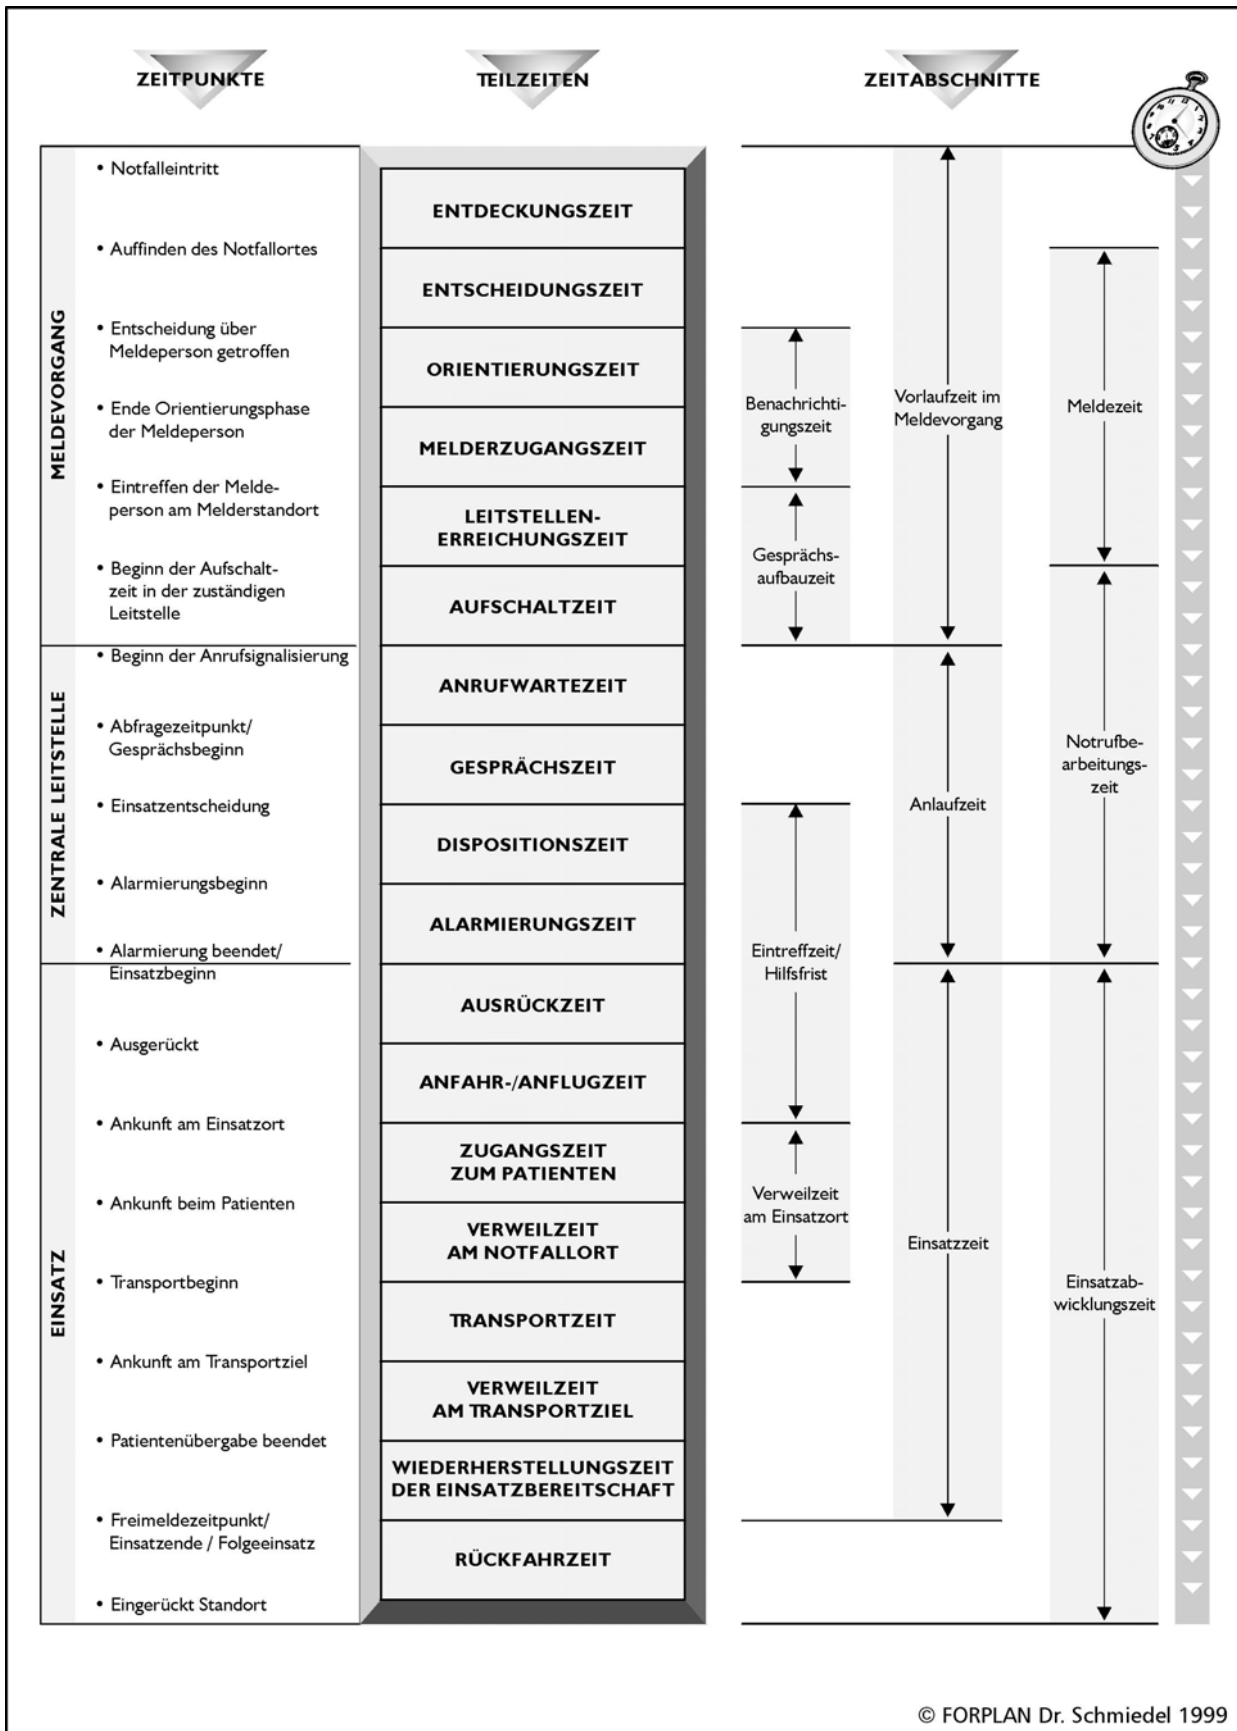 ZEITPUNKTE
TEILZEITEN
ZEITABSCHNITTE
MELDEVORGANG
• Notfalleintritt
• Auffinden des Notfallortes
• Entscheidung über
Meldeperson getroffen
• Ende Orientierungsphase
der Meldeperson
• Eintreffen der Melde-
person am Melderstandort
• Beginn der Aufschalt-
zeit in der zuständigen
Leitstelle
ZENTRALE LEITSTELLE
• Beginn der Anrufsignalisierung
• Abfragezeitpunkt/
Gesprächsbeginn
• Einsatzentscheidung
• Alarmierungsbeginn
• Alarmierung beendet/
Einsatzbeginn
EINSATZ
• Ausgerückt
• Ankunft am Einsatzort
• Ankunft beim Patienten
• Transportbeginn
• Ankunft am Transportziel
• Patientenübergabe beendet
• Freimeldezeitpunkt/
Einsatzende / Folgeeinsatz
• Eingerückt Standort
ENTDECKUNGSZEIT
ENTSCHEIDUNGSZEIT
ORIENTIERUNGSZEIT
MELDERZUGANGSZEIT
LEITSTELLEN-
ERREICHUNGSZEIT
AUFSCHALTZEIT
ANRUFWARTEZEIT
GESPRÄCHSZEIT
DISPOSITIONSZEIT
ALARMIERUNGSZEIT
AUSRÜCKZEIT
ANFAHR-/ANFLUGZEIT
ZUGANGSZEIT
ZUM PATIENTEN
VERWEILZEIT
AM NOTFALLORT
TRANSPORTZEIT
VERWEILZEIT
AM TRANSPORTZIEL
WIEDERHERSTELLUNGSZEIT
DER EINSATZBEREITSCHAFT
RÜCKFAHRZEIT
Benachrichti-
gungszeit
Gesprächs-
aufbauzeit
Eintreffzeit/
Hilfsfrist
Verweilzeit
am Einsatzort
Vorlaufzeit im
Meldevorgang
Anlaufzeit
Einsatzzeit
Meldezeit
Notrufbe-
arbeitungs-
zeit
Einsatzab-
wicklungszeit
© FORPLAN Dr. Schmiedel 1999